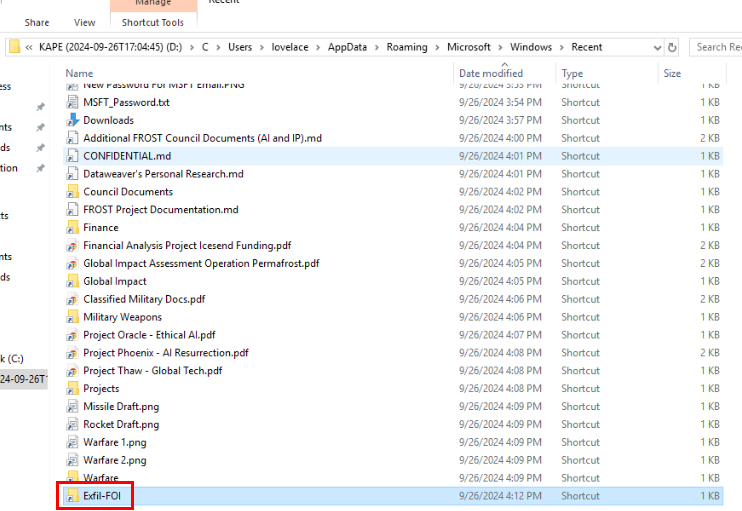 Manage
Recent
Share View Shortcut Tools
« KAPE (2024-09-26T17:04:45) (D:) > C > Users > lovelace > AppData > Roaming > Microsoft > Windows > Recent
Search Rec
Name Date modified Type Size
ess
New Password For MSFT Email.PNG 9/26/2024 3:53 PM Shortcut 1 KB
MSFT_Password.txt 9/26/2024 3:54 PM Shortcut 1 KB
nts Downloads 9/26/2024 3:57 PM Shortcut 1 KB
Additional FROST Council Documents (AI and IP).md 9/26/2024 4:00 PM Shortcut 2 KB
ds CONFIDENTIAL.md 9/26/2024 4:01 PM Shortcut 1 KB
tion Dataweaver's Personal Research.md 9/26/2024 4:01 PM Shortcut 1 KB
Council Documents 9/26/2024 4:02 PM Shortcut 1 KB
ts FROST Project Documentation.md 9/26/2024 4:02 PM Shortcut 1 KB
Finance 9/26/2024 4:04 PM Shortcut 1 KB
Financial Analysis Project Icesend Funding.pdf 9/26/2024 4:04 PM Shortcut 2 KB
nts Global Impact Assessment Operation Permafrost.pdf 9/26/2024 4:05 PM Shortcut 2 KB
ds Global Impact 9/26/2024 4:05 PM Shortcut 1 KB
Classified Military Docs.pdf 9/26/2024 4:06 PM Shortcut 2 KB
Military Weapons 9/26/2024 4:06 PM Shortcut 1 KB
Project Oracle - Ethical AI.pdf 9/26/2024 4:07 PM Shortcut 1 KB
k (C:) Project Phoenix - AI Resurrection.pdf 9/26/2024 4:08 PM Shortcut 2 KB
24-09-26T1 Project Thaw - Global Tech.pdf 9/26/2024 4:08 PM Shortcut 1 KB
Projects 9/26/2024 4:08 PM Shortcut 1 KB
Missile Draft.png 9/26/2024 4:09 PM Shortcut 1 KB
Rocket Draft.png 9/26/2024 4:09 PM Shortcut 1 KB
Warfare 1.png 9/26/2024 4:09 PM Shortcut 1 KB
Warfare 2.png 9/26/2024 4:09 PM Shortcut 1 KB
Warfare 9/26/2024 4:09 PM Shortcut 1 KB
Exfil-FOI 9/26/2024 4:12 PM Shortcut 1 KB